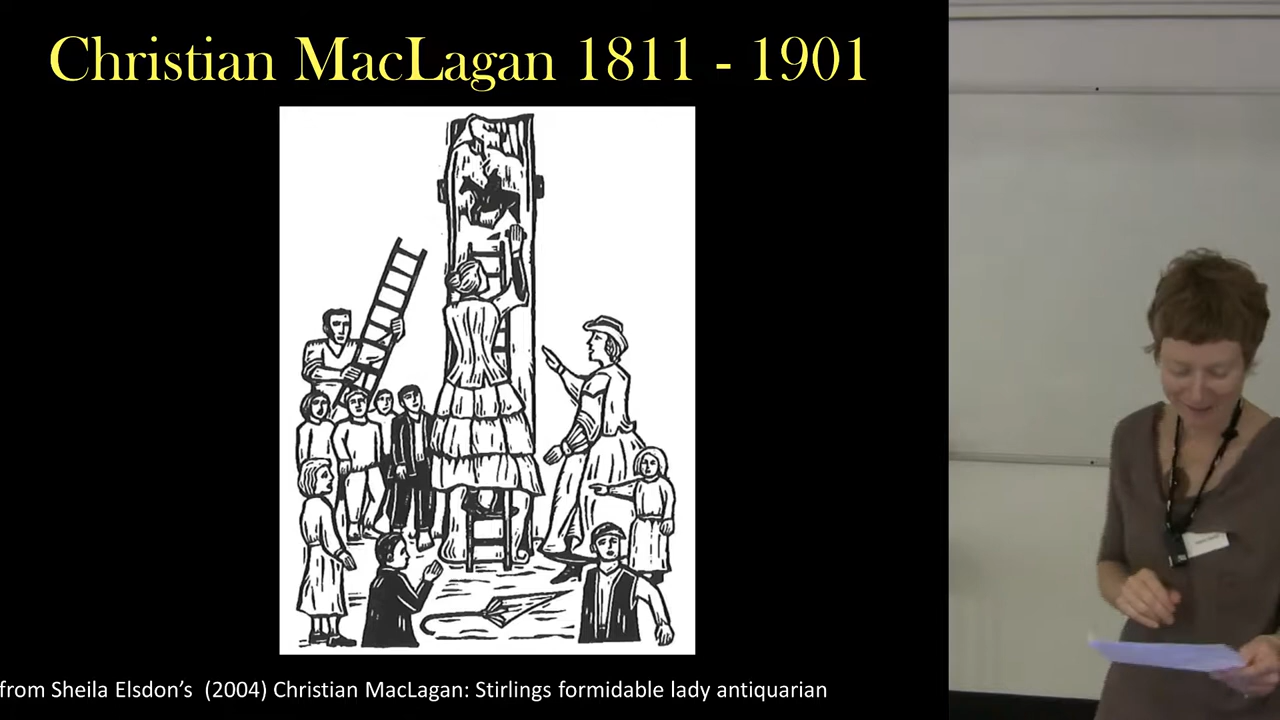 Christian MacLagan 1811 - 1901
from Sheila Elsdon’s (2004) Christian MacLagan: Stirlings formidable lady antiquarian